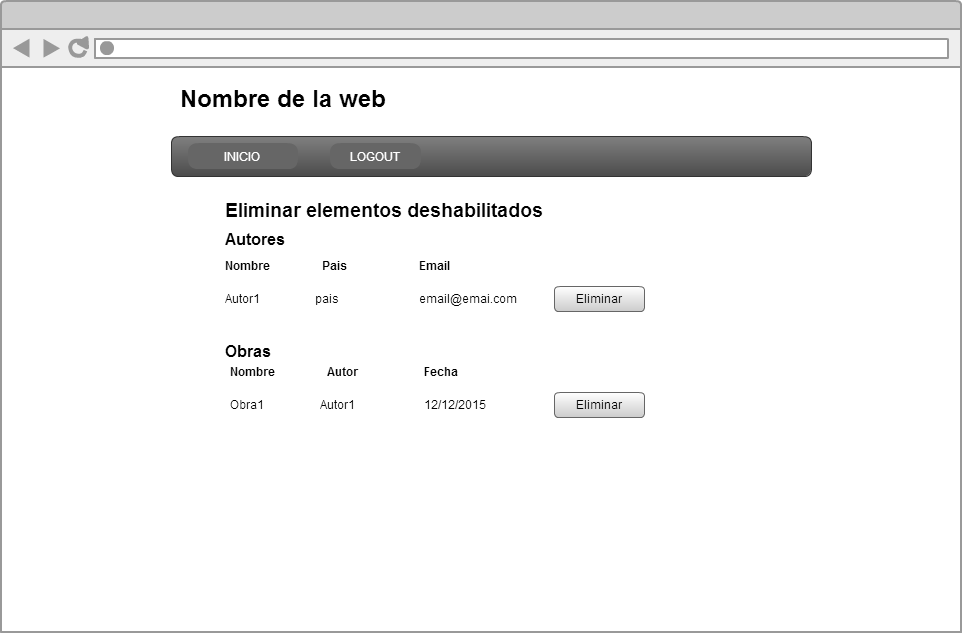 Nombre de la web
INICIO LOGOUT
Eliminar elementos deshabilitados
Autores
Nombre Pais Email
Autor1 pais email@emai.com Eliminar
Obras
Nombre Autor Fecha
Obra1 Autor1 12/12/2015 Eliminar